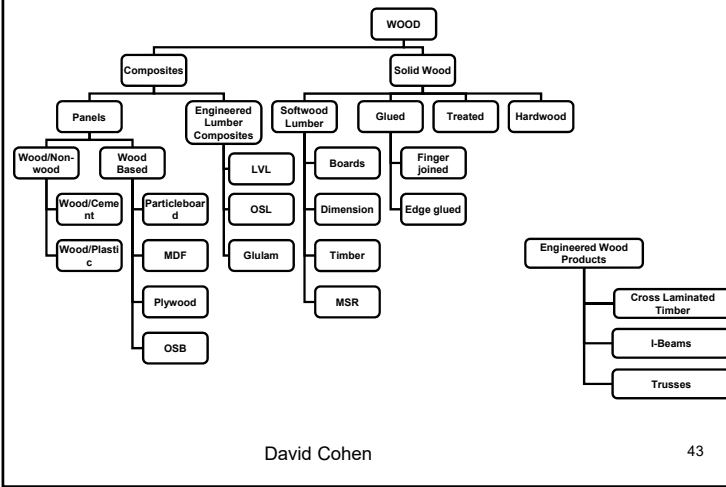 WOOD
Composites
Solid Wood
Panels
Engineered
Lumber
Composites
Softwood
Lumber
Glued
Treated
Hardwood
Wood/Non-
wood
Wood
Based
LVL
Boards
Finger
joined
Wood/Ceme
nt
Particleboar
d
OSL
Dimension
Edge glued
Wood/Plasti
c
MDF
Glulam
Timber
Plywood
MSR
OSB
Engineered Wood
Products
Cross Laminated
Timber
I-Beams
Trusses
David Cohen
43